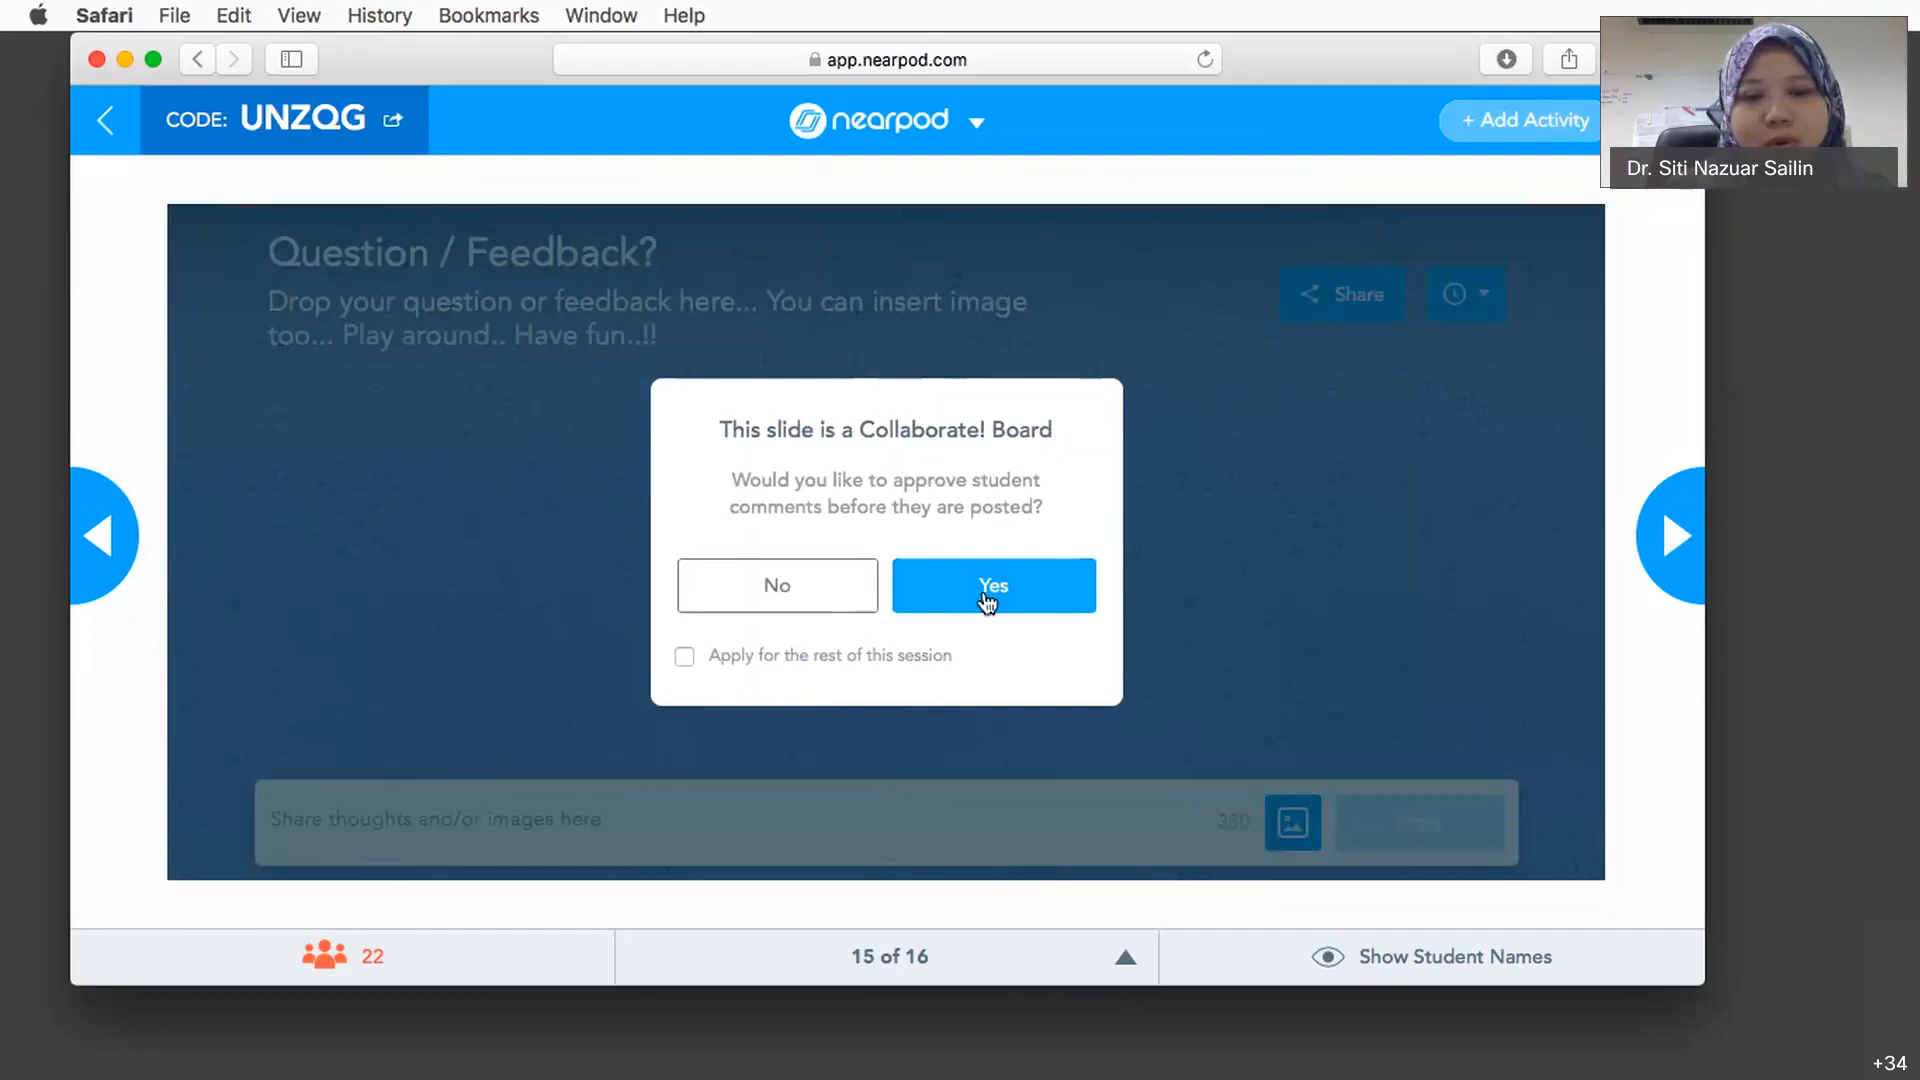 Safari File Edit View History Bookmarks Window Help
app.nearpod.com
CODE: UNZQG
nearpod
+ Add Activity
Dr. Siti Nazuar Sailin
Question / Feedback?
Drop your question or feedback here... You can insert image
too... Play around.. Have fun..!!
Share
This slide is a Collaborate! Board
Would you like to approve student
comments before they are posted?
No
Yes
Apply for the rest of this session
Share thoughts and/or images here
250
22
15 of 16
Show Student Names
+34